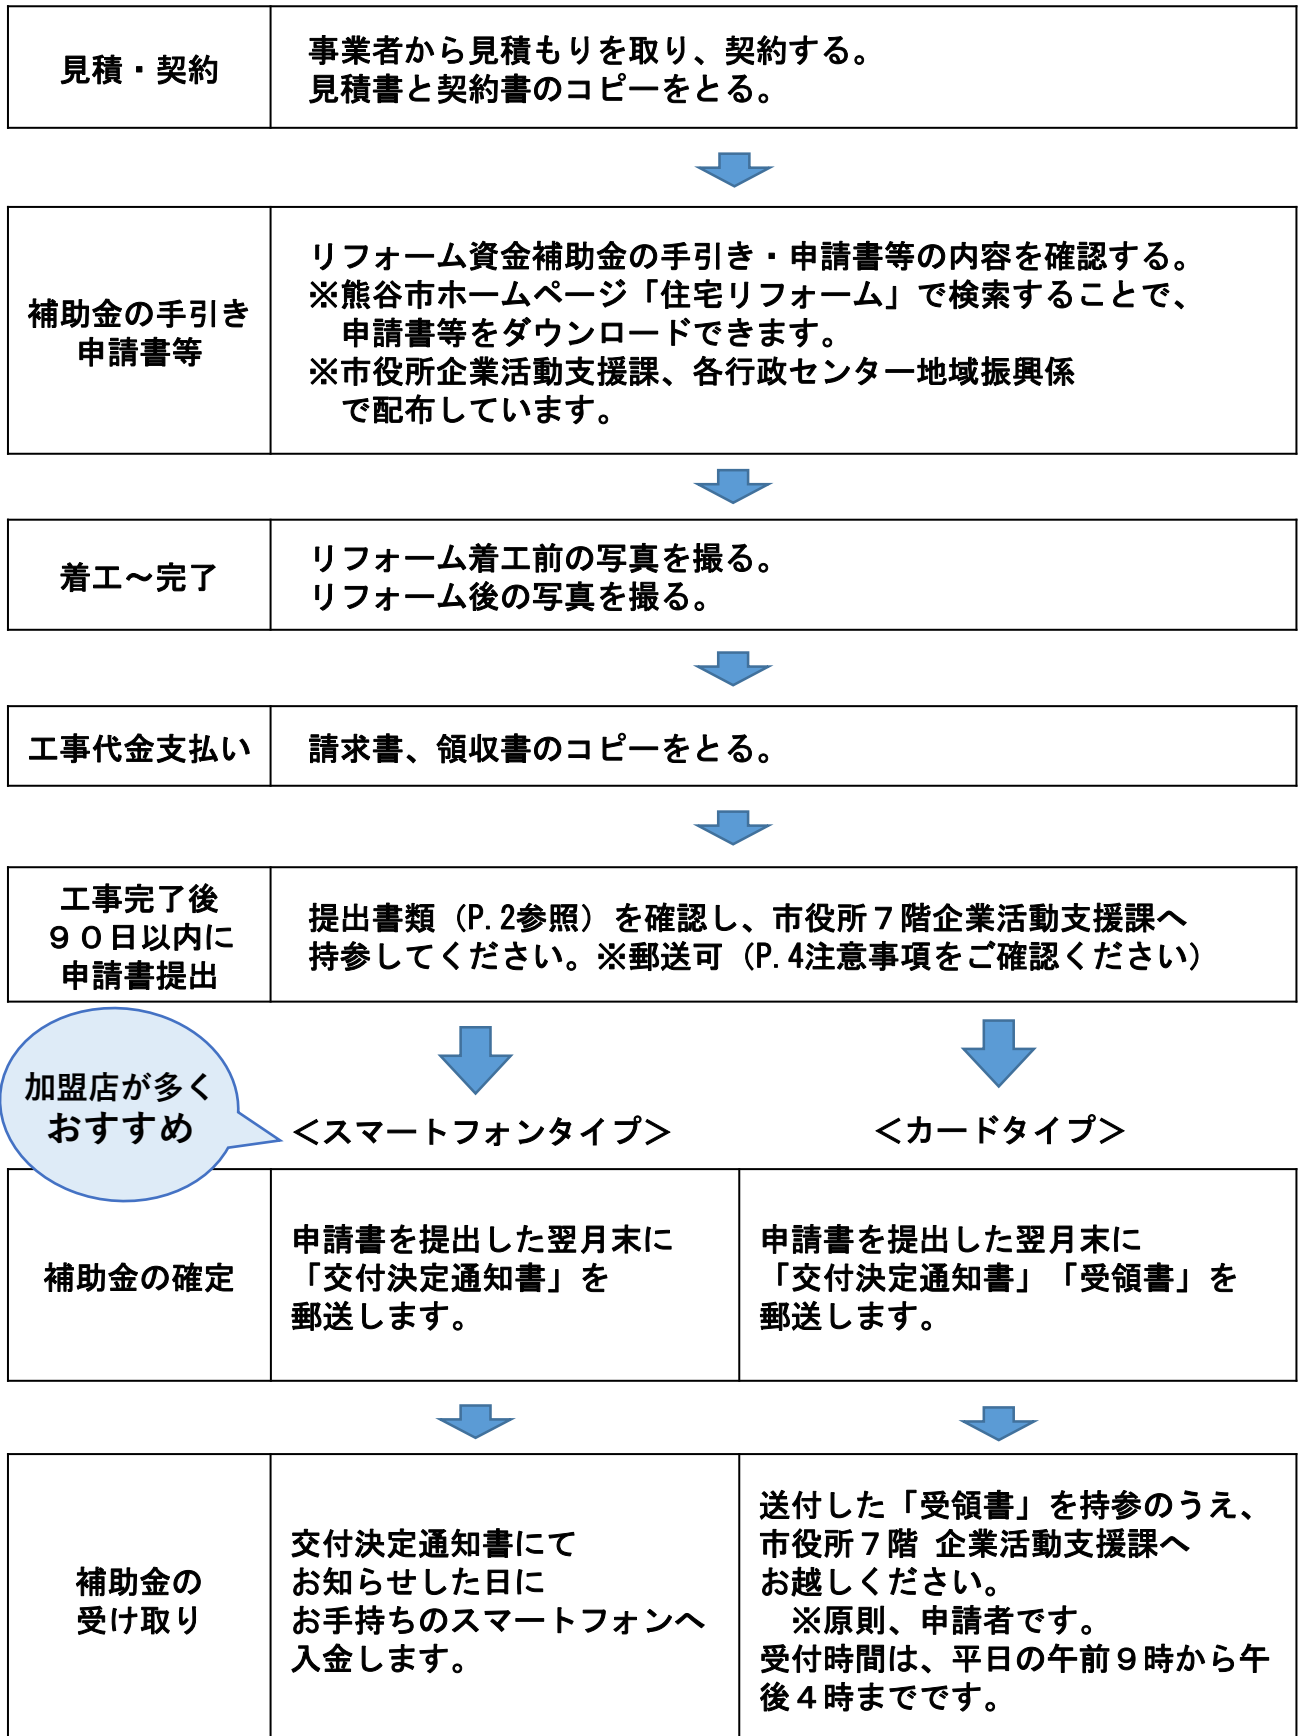 見積・契約
事業者から見積もりを取り、契約する。
見積書と契約書のコピーをとる。
補助金の手引き
申請書等
リフォーム資金補助金の手引き・申請書等の内容を確認する。
※熊谷市ホームページ「住宅リフォーム」で検索することで、
申請書等をダウンロードできます。
※市役所企業活動支援課、各行政センター地域振興係
で配布しています。
着工～完了
リフォーム着工前の写真を撮る。
リフォーム後の写真を撮る。
工事代金支払い
請求書、領収書のコピーをとる。
工事完了後
９０日以内に
申請書提出
提出書類（P.2参照）を確認し、市役所７階企業活動支援課へ
持参してください。※郵送可（P.4注意事項をご確認ください）
加盟店が多く
おすすめ
＜スマートフォンタイプ＞
＜カードタイプ＞
補助金の確定
申請書を提出した翌月末に
「交付決定通知書」を
郵送します。
申請書を提出した翌月末に
「交付決定通知書」「受領書」を
郵送します。
補助金の
受け取り
交付決定通知書にて
お知らせした日に
お手持ちのスマートフォンへ
入金します。
送付した「受領書」を持参のうえ、
市役所７階 企業活動支援課へ
お越しください。
※原則、申請者です。
受付時間は、平日の午前９時から午
後４時までです。